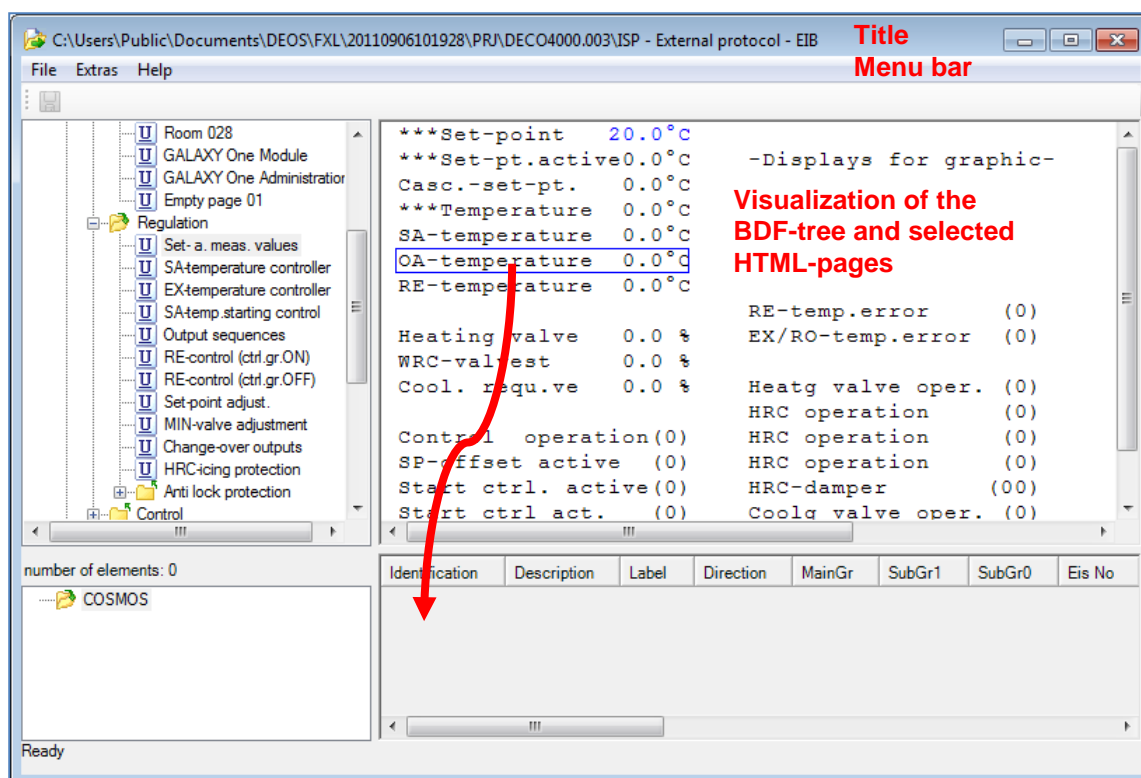 C:\Users\Public\Documents\DEOS\FXL\20110906101928\PRJ\DECO4000.003\ISP - External protocol - EIB
Title
Menu bar
File Extras Help
Room 028
GALAXY One Module
GALAXY One Administration
Empty page 01
Regulation
Set- a. meas. values
SA-temperature controller
EX-temperature controller
SA-temp.starting control
Output sequences
RE-control (ctrl.gr.ON)
RE-control (ctrl.gr.OFF)
Set-point adjust.
MIN-valve adjustment
Change-over outputs
HRC-icing protection
Anti lock protection
Control
***Set-point 20.0°C
***Set-pt.active0.0°C -Displays for graphic-
Casc.-set-pt. 0.0°C
***Temperature 0.0°C
SA-temperature 0.0°C
OA-temperature 0.0°C
RE-temperature 0.0°C
Visualization of the
BDF-tree and selected
HTML-pages
RE-temp.error (0)
Heating valve 0.0 % EX/RO-temp.error (0)
WRC-valvest 0.0 %
Cool. requ.ve 0.0 % Heatg valve oper. (0)
HRC operation (0)
Control operation(0) HRC operation (0)
SP-offset active (0) HRC operation (0)
Start ctrl. active(0) HRC-damper (00)
Start ctrl act. (0) Coolg valve oper. (0)
number of elements: 0
COSMOS
Identification Description Label Direction MainGr SubGr1 SubGr0 Eis No
Ready